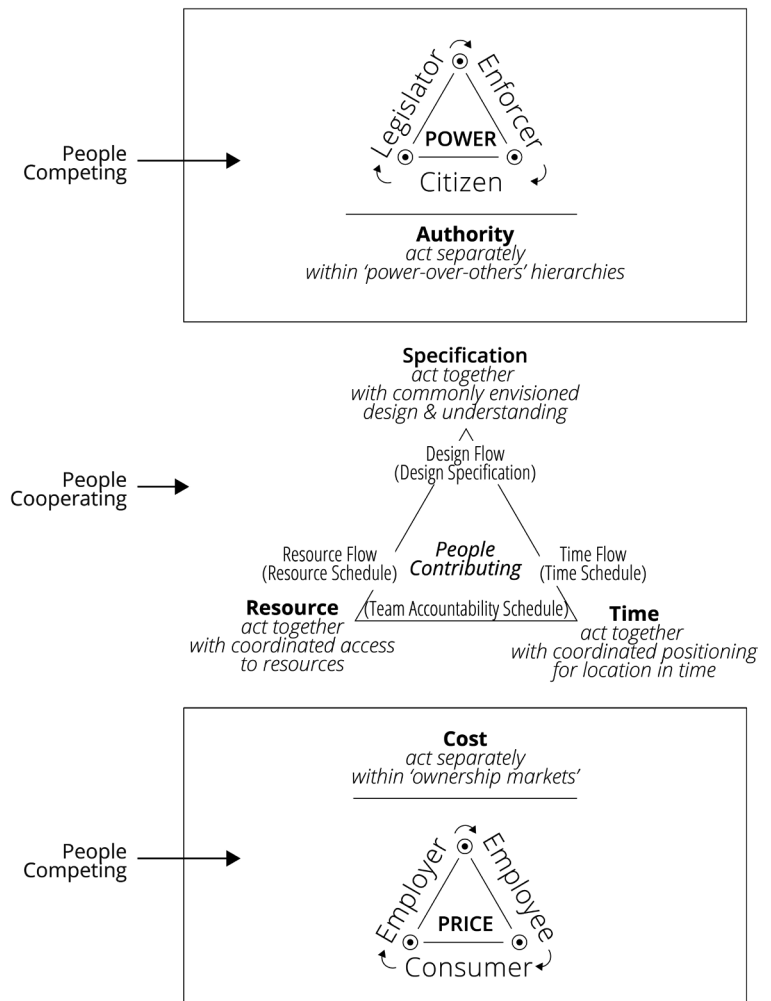 Legislator
Enforcer
POWER
Citizen
People
Competing
Authority
act separately
within ‘power-over-others’ hierarchies
Specification
act together
with commonly envisioned
design & understanding
Design Flow
(Design Specification)
People
Cooperating
Resource Flow
(Resource Schedule)
People
Contributing
Time Flow
(Time Schedule)
(Team Accountability Schedule)
Resource
act together
with coordinated access
to resources
Time
act together
with coordinated positioning
for location in time
Cost
act separately
within ‘ownership markets’
People
Competing
Employer
Employee
PRICE
Consumer